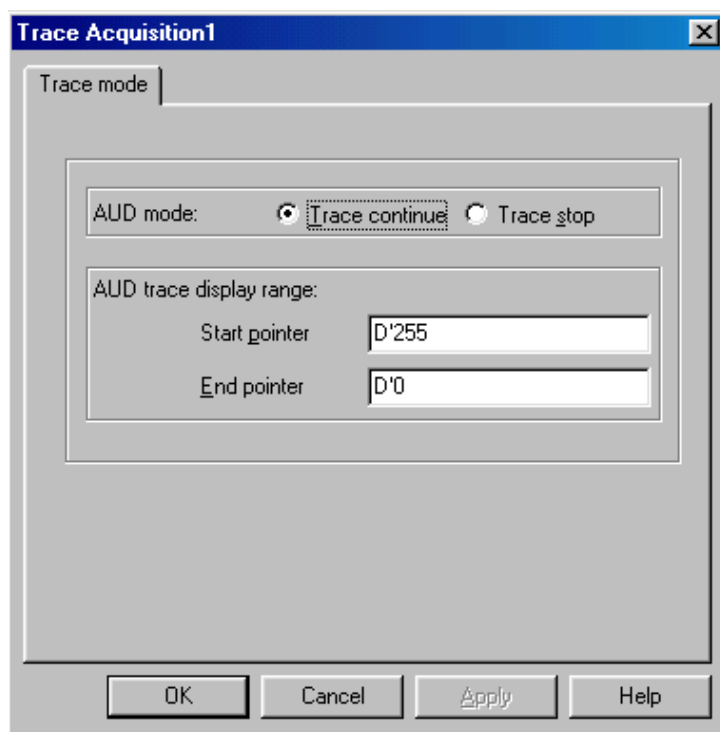 Trace Acquisition1
Trace mode
AUD mode: Trace continue Trace stop
AUD trace display range:
Start pointer D'255
End pointer D'0
OK Cancel Apply Help